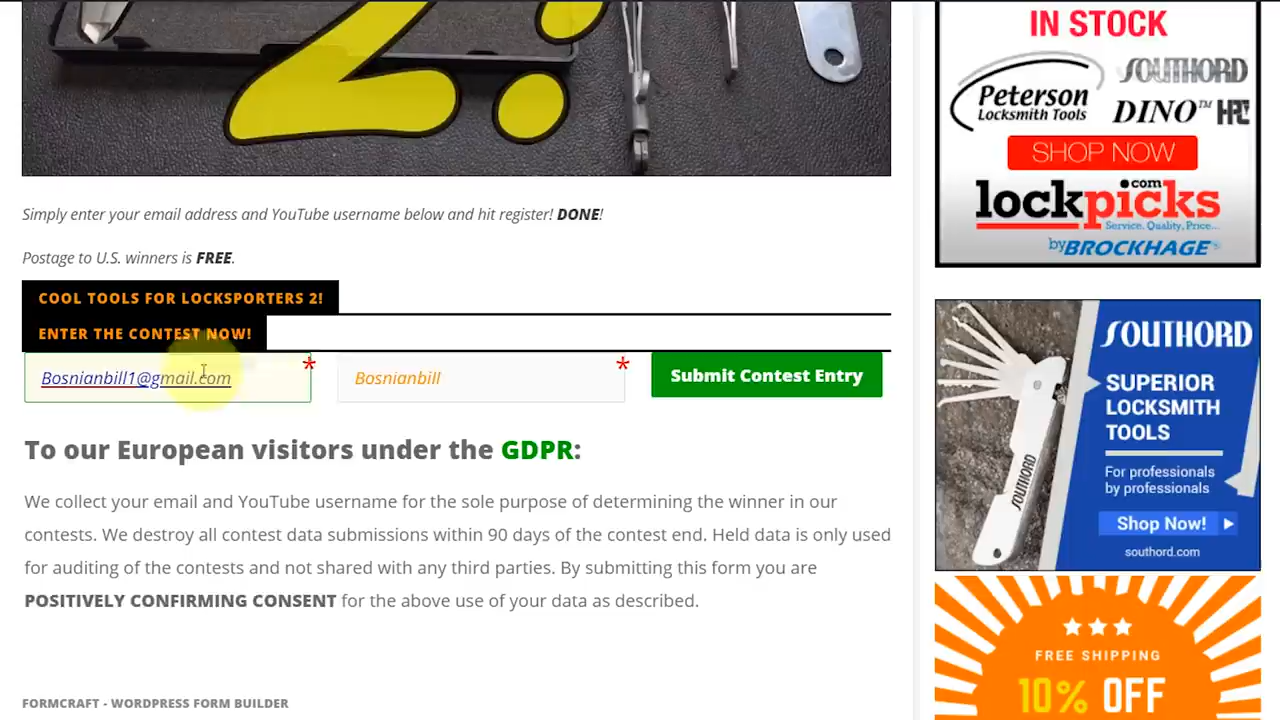 2:
Simply enter your email address and YouTube username below and hit register! DONE!
Postage to U.S. winners is FREE.
COOL TOOLS FOR LOCKSPORTERS 2!
ENTER THE CONTEST NOW!
Bosnianbill1@gmail.com *
Bosnianbill *
Submit Contest Entry
To our European visitors under the GDPR:
We collect your email and YouTube username for the sole purpose of determining the winner in our
contests. We destroy all contest data submissions within 90 days of the contest end. Held data is only used
for auditing of the contests and not shared with any third parties. By submitting this form you are
POSITIVELY CONFIRMING CONSENT for the above use of your data as described.
FORMCRAFT - WORDPRESS FORM BUILDER
IN STOCK
Peterson
Locksmith Tools
SOUTHORD
DINO™ HPC
SHOP NOW
lockpicks.com
Service, Quality, Price...
by BROCKHAGE®
SOUTHORD
SUPERIOR
LOCKSMITH
TOOLS
For professionals
by professionals
Shop Now!
southord.com
SOUTHORD
FREE SHIPPING
10% OFF